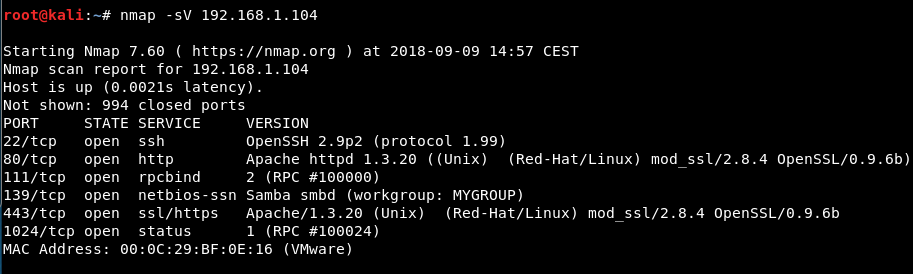 root@kali:~# nmap -sV 192.168.1.104
Starting Nmap 7.60 ( https://nmap.org ) at 2018-09-09 14:57 CEST
Nmap scan report for 192.168.1.104
Host is up (0.0021s latency).
Not shown: 994 closed ports
PORT     STATE SERVICE     VERSION
22/tcp   open  ssh         OpenSSH 2.9p2 (protocol 1.99)
80/tcp   open  http        Apache httpd 1.3.20 ((Unix)  (Red-Hat/Linux) mod_ssl/2.8.4 OpenSSL/0.9.6b)
111/tcp  open  rpcbind     2 (RPC #100000)
139/tcp  open  netbios-ssn Samba smbd (workgroup: MYGROUP)
443/tcp  open  ssl/https   Apache/1.3.20 (Unix)  (Red-Hat/Linux) mod_ssl/2.8.4 OpenSSL/0.9.6b
1024/tcp open  status      1 (RPC #100024)
MAC Address: 00:0C:29:BF:0E:16 (VMware)